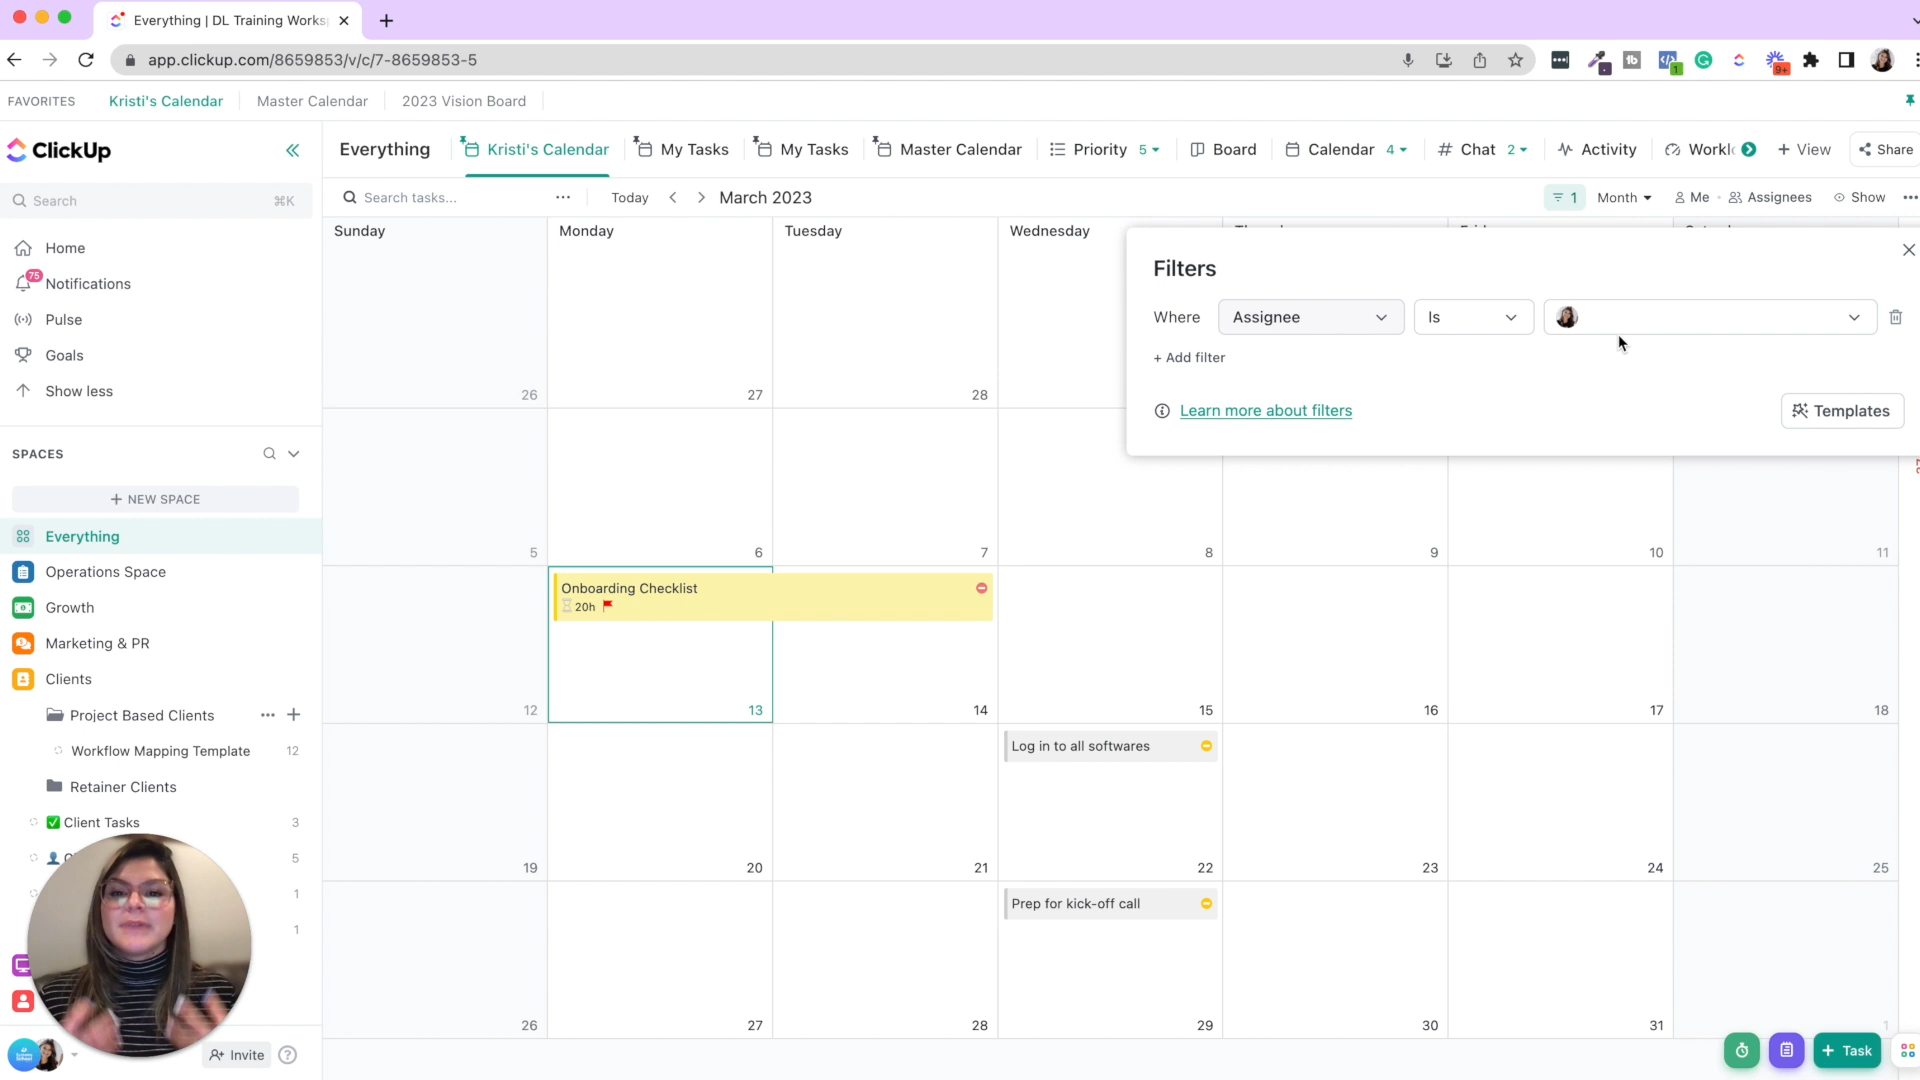 Everything | DL Training Works
app.clickup.com/8659853/v/c/7-8659853-5
1
9+
FAVORITES
Kristi's Calendar
Master Calendar
2023 Vision Board
ClickUp
Everything
Kristi's Calendar
My Tasks
My Tasks
Master Calendar
Priority 5
Board
Calendar 4
# Chat 2
Activity
Workl
+ View
Share
Search
⌘K
Search tasks...
Today
March 2023
1
Month
Me
Assignees
Show
Home
75
Notifications
Pulse
Goals
Show less
SPACES
+ NEW SPACE
Everything
Operations Space
Growth
Marketing & PR
Clients
Project Based Clients
Workflow Mapping Template 12
Retainer Clients
✅ Client Tasks 3
5
1
1
Invite
?
Sunday
Monday
Tuesday
Wednesday
Filters
Where
Assignee
Is
+ Add filter
Learn more about filters
Templates
26
27
28
5
6
7
8
9
10
11
Onboarding Checklist
20h
12
13
14
15
16
17
18
Log in to all softwares
19
20
21
22
23
24
25
Prep for kick-off call
26
27
28
29
30
31
1
+ Task